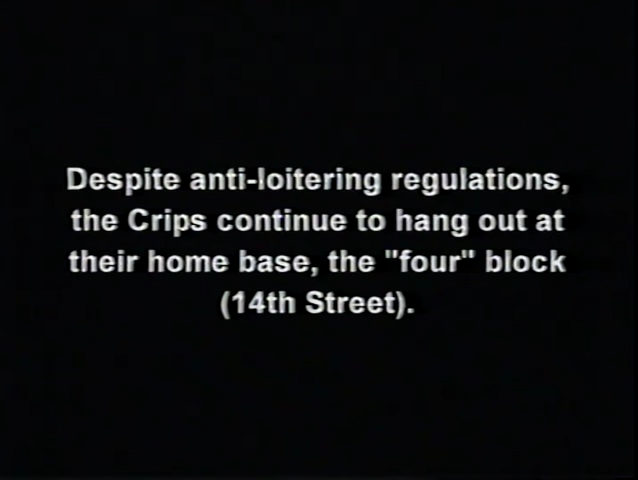 Despite anti-loitering regulations,
the Crips continue to hang out at
their home base, the "four" block
(14th Street).